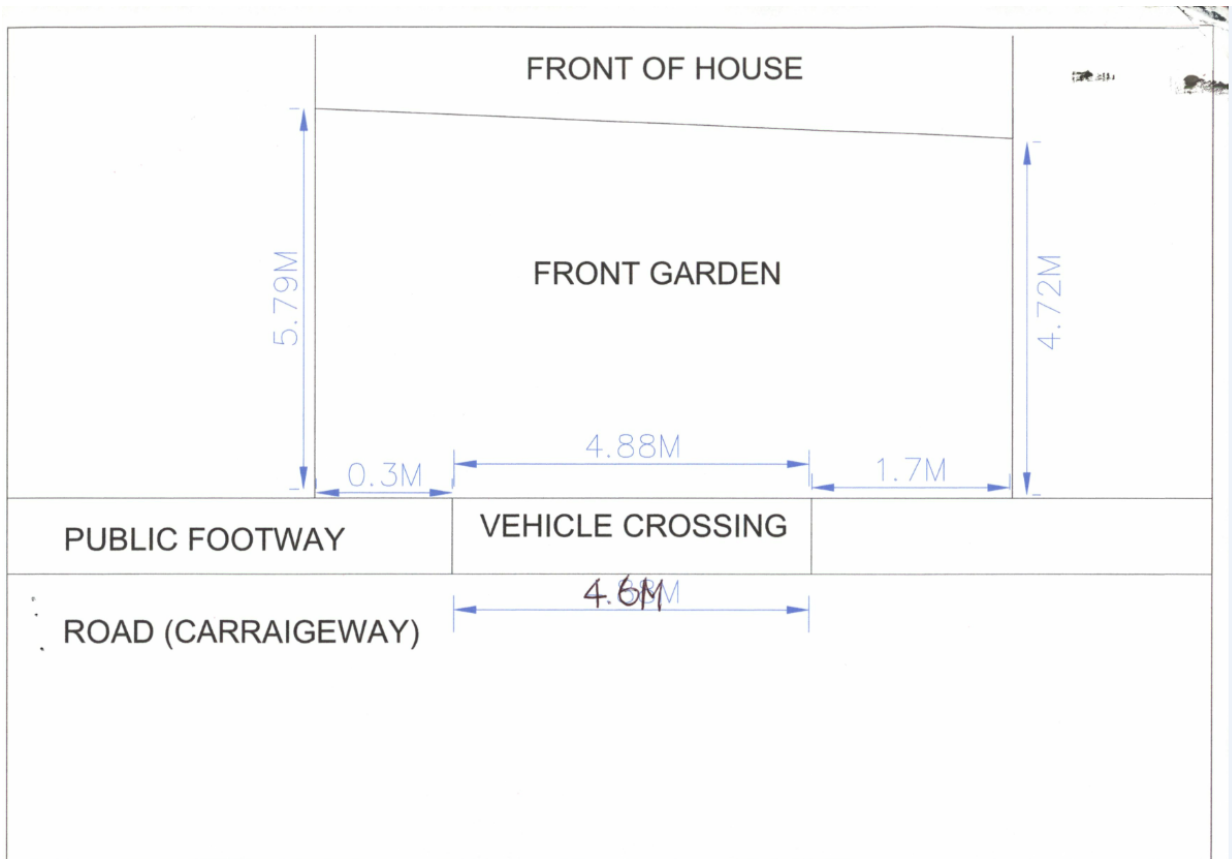 FRONT OF HOUSE
5.79M
FRONT GARDEN
4.72M
4.88M
0.3M
1.7M
PUBLIC FOOTWAY
VEHICLE CROSSING
4.6M
ROAD (CARRAIGEWAY)